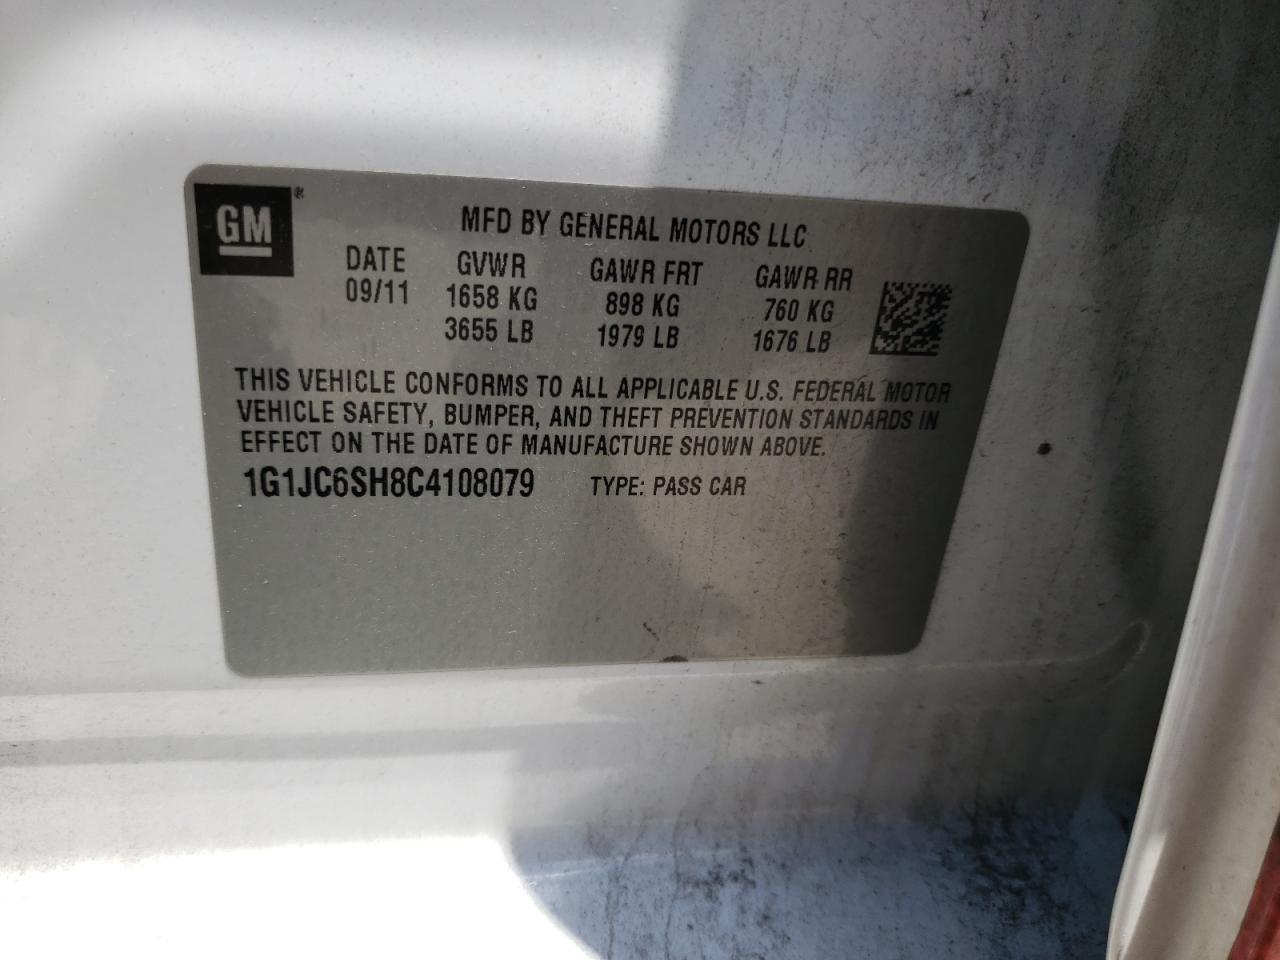 GM ®
MFD BY GENERAL MOTORS LLC
DATE GVWR GAWR FRT GAWR RR
09/11 1658 KG 898 KG 760 KG
3655 LB 1979 LB 1676 LB
THIS VEHICLE CONFORMS TO ALL APPLICABLE U.S. FEDERAL MOTOR
VEHICLE SAFETY, BUMPER, AND THEFT PREVENTION STANDARDS IN
EFFECT ON THE DATE OF MANUFACTURE SHOWN ABOVE.
1G1JC6SH8C4108079 TYPE: PASS CAR